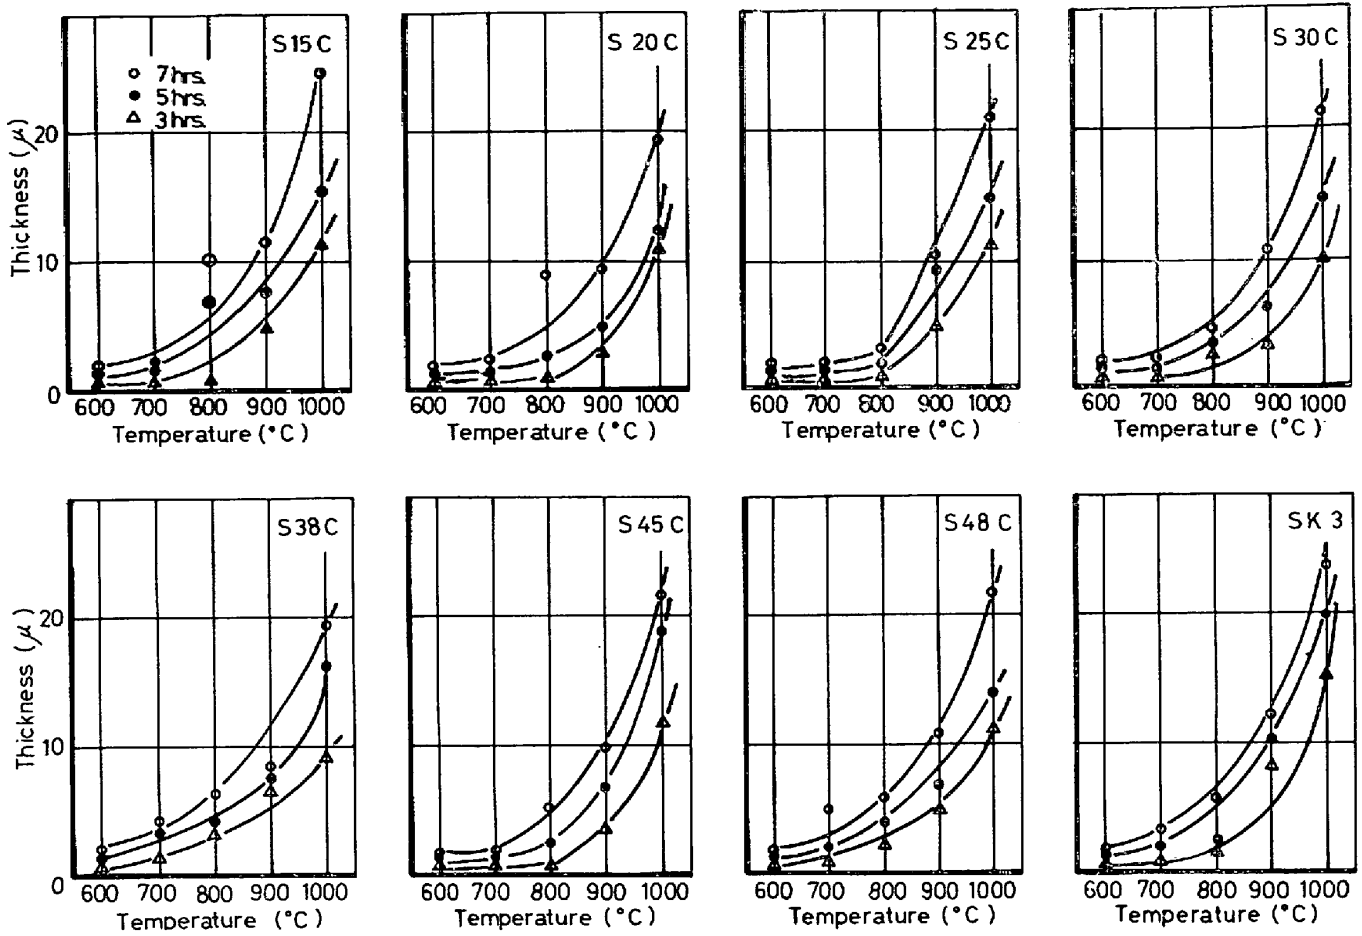 S15C
○ 7hrs.
● 5hrs.
△ 3hrs.
Thickness (μ)
20
10
0
600 700 800 900 1000
Temperature (°C)
S 20C
600 700 800 900 1000
Temperature (°C)
S 25C
600 700 800 900 1000
Temperature (°C)
S 30C
600 700 800 900 1000
Temperature (°C)
S38C
Thickness (μ)
20
10
0
600 700 800 900 1000
Temperature (°C)
S45C
600 700 800 900 1000
Temperature (°C)
S48C
600 700 800 900 1000
Temperature (°C)
SK 3
600 700 800 900 1000
Temperature (°C)